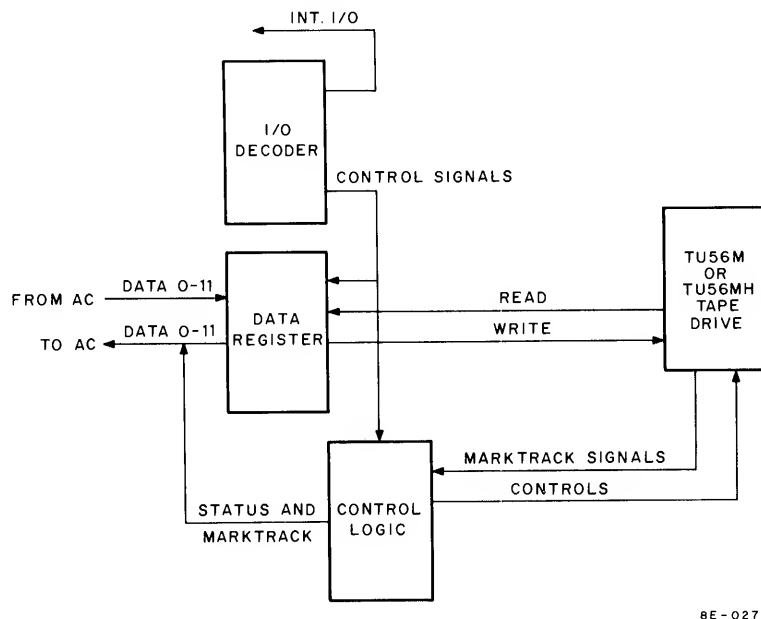 INT. I/O
I/O
DECODER
CONTROL SIGNALS
TU56M
OR
TU56MH
TAPE
DRIVE
FROM AC
DATA 0-11
TO AC
DATA 0-11
DATA
REGISTER
READ
WRITE
MARKTRACK SIGNALS
CONTROLS
STATUS AND
MARKTRACK
CONTROL
LOGIC
8E-027